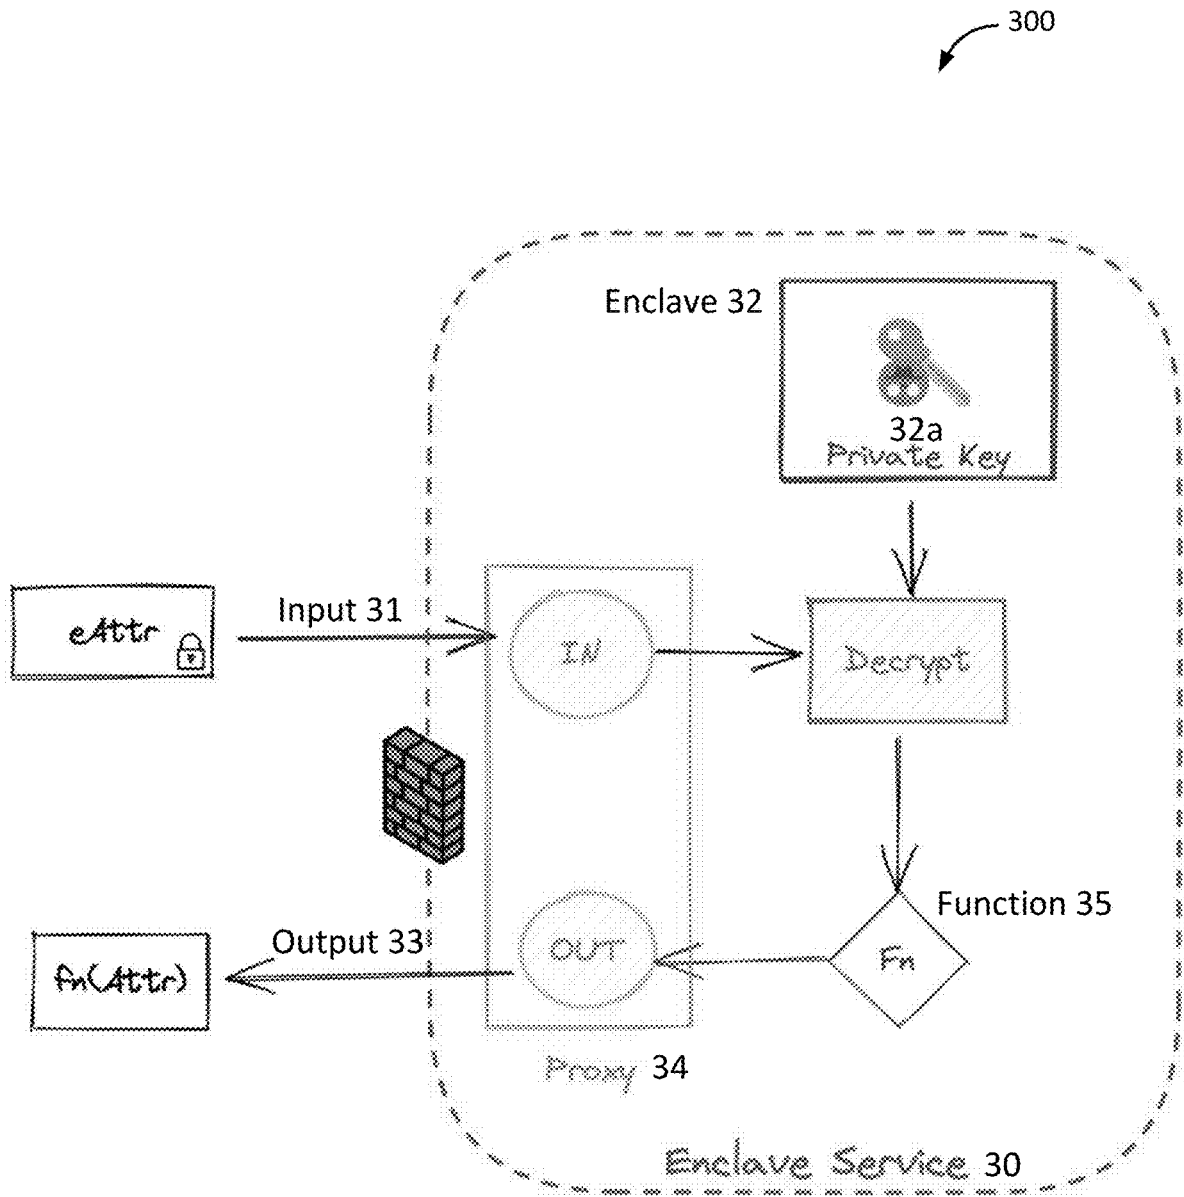 300
Enclave 32
32a
Private Key
Input 31
eAttr
IN
Decrypt
Function 35
Output 33
OUT
Fn
fn(Attr)
Proxy 34
Enclave Service 30